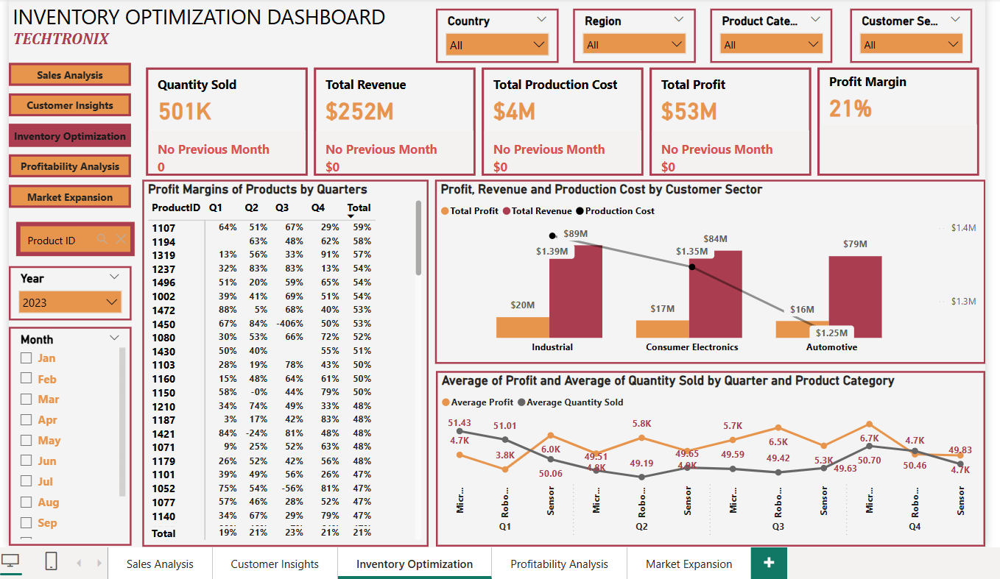 INVENTORY OPTIMIZATION DASHBOARD
TECHTRONIX
Country
All
Region
All
Product Cate...
All
Customer Se...
All
Sales Analysis
Customer Insights
Inventory Optimization
Profitability Analysis
Market Expansion
Product ID
Year
2023
Month
Jan
Feb
Mar
Apr
May
Jun
Jul
Aug
Sep
Quantity Sold
501K
No Previous Month
0
Total Revenue
$252M
No Previous Month
$0
Total Production Cost
$4M
No Previous Month
$0
Total Profit
$53M
No Previous Month
$0
Profit Margin
21%
Profit Margins of Products by Quarters
ProductID Q1 Q2 Q3 Q4 Total
1107 64% 51% 67% 29% 59%
1194 63% 48% 62% 58%
1319 13% 56% 33% 91% 57%
1237 32% 83% 83% 13% 54%
1496 51% 20% 59% 65% 54%
1002 39% 41% 69% 51% 54%
1472 88% 5% 68% 40% 53%
1450 67% 84% -406% 50% 53%
1080 30% 53% 66% 72% 52%
1430 50% 40% 55% 51%
1103 28% 19% 78% 43% 50%
1160 15% 48% 64% 61% 50%
1150 58% -0% 44% 79% 50%
1210 34% 74% 49% 33% 48%
1187 3% 17% 42% 83% 48%
1421 84% -24% 81% 48% 48%
1071 9% 25% 52% 63% 48%
1179 26% 52% 42% 56% 48%
1101 39% 49% 56% 26% 47%
1052 75% 54% -56% 81% 47%
1077 57% 46% 28% 52% 47%
1140 34% 67% 29% 79% 47%
Total 19% 21% 23% 21% 21%
Profit, Revenue and Production Cost by Customer Sector
Total Profit Total Revenue Production Cost
$1.4M
$1.3M
$89M
$1.39M
$20M
$84M
$1.35M
$17M
$79M
$16M
$1.25M
Industrial Consumer Electronics Automotive
Average of Profit and Average of Quantity Sold by Quarter and Product Category
Average Profit Average Quantity Sold
51.43 51.01 5.8K 5.7K
4.7K 3.8K 6.0K 49.51 49.65 49.59 6.5K 6.7K 4.7K 49.83
50.06 4.8K 49.19 4.9K 49.42 5.3K 49.63 50.70 50.46 4.7K
Micr... Robo... Sensor Micr... Robo... Sensor Micr... Robo... Sensor Micr... Robo... Sensor
Q1 Q2 Q3 Q4
Sales Analysis Customer Insights Inventory Optimization Profitability Analysis Market Expansion +